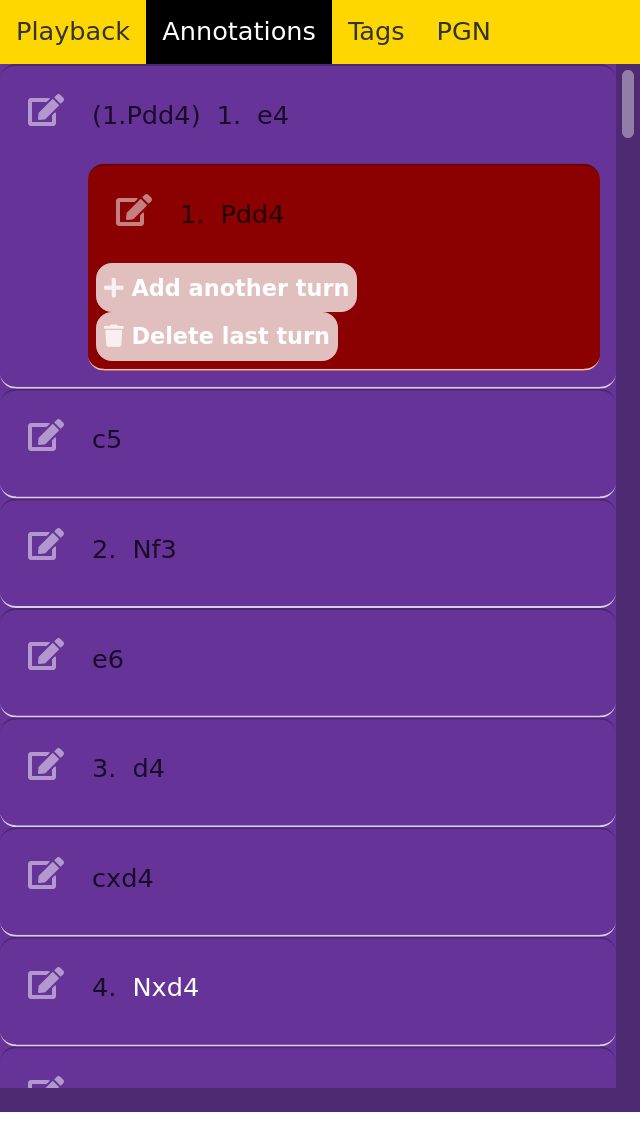 Playback Annotations Tags PGN
(1.Pdd4) 1. e4
1. Pdd4
Add another turn
Delete last turn
c5
2. Nf3
e6
3. d4
cxd4
4. Nxd4